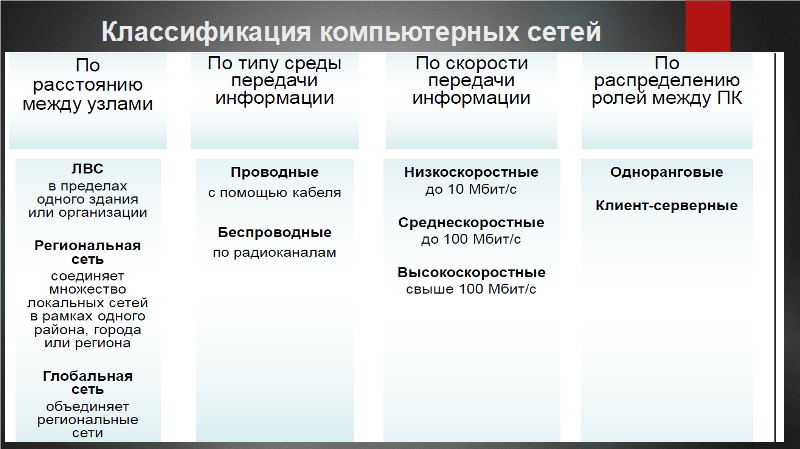 Классификация компьютерных сетей
По
расстоянию
между узлами
По типу среды
передачи
информации
По скорости
передачи
информации
По
распределению
ролей между ПК
ЛВС
в пределах
одного здания
или организации
Региональная
сеть
соединяет
множество
локальных сетей
в рамках одного
района, города
или региона
Глобальная
сеть
объединяет
региональные
сети
Проводные
с помощью кабеля
Беспроводные
по радиоканалам
Низкоскоростные
до 10 Мбит/с
Среднескоростные
до 100 Мбит/с
Высокоскоростные
свыше 100 Мбит/с
Одноранговые
Клиент-серверные